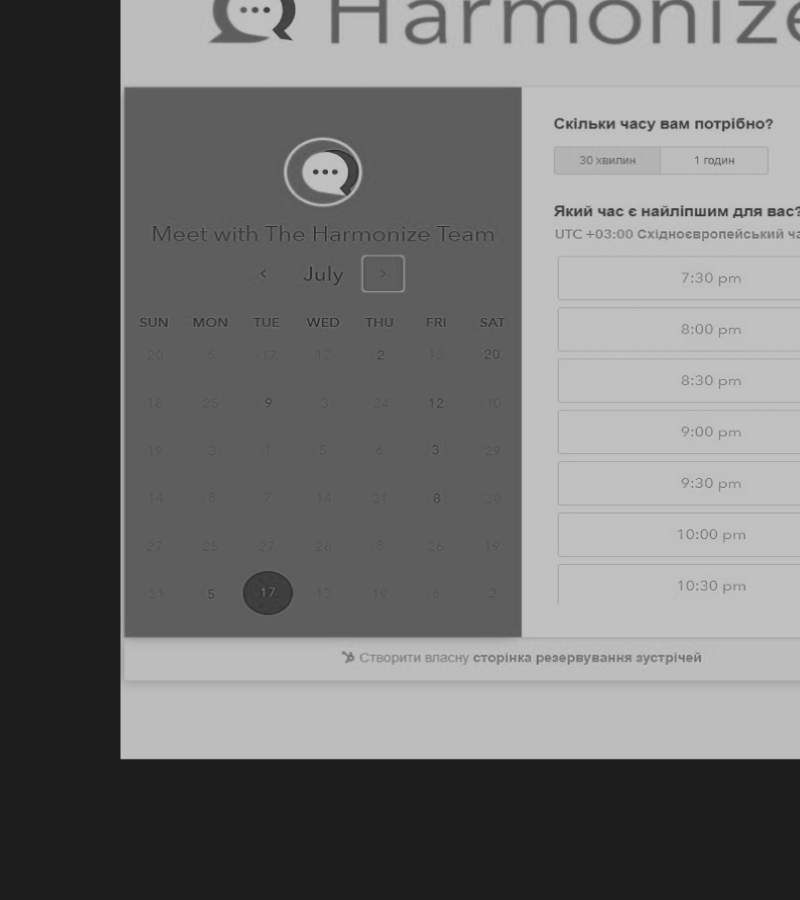 Harmonize
Meet with The Harmonize Team
July
SUN MON TUE WED THU FRI SAT
20 6 17 12 2 13 20
18 25 9 3 24 12 10
19 3 1 5 6 3 29
14 8 7 14 31 8 30
27 25 27 28 8 26 19
31 5 17 13 19 6 2
Скільки часу вам потрібно?
30 хвилин 1 годин
Який час є найліпшим для вас?
UTC +03:00 Східноєвропейський
7:30 pm
8:00 pm
8:30 pm
9:00 pm
9:30 pm
10:00 pm
10:30 pm
Створити власну сторінка резервування зустрічей